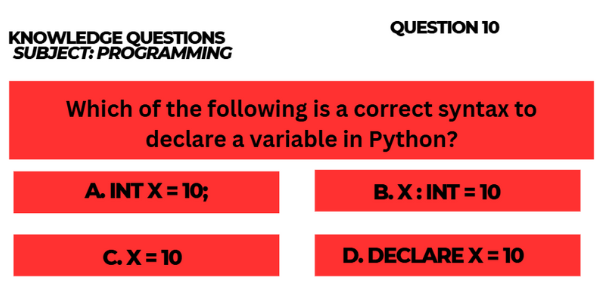 KNOWLEDGE QUESTIONS
SUBJECT: PROGRAMMING
QUESTION 10
Which of the following is a correct syntax to
declare a variable in Python?
A. INT X = 10;
B. X : INT = 10
C. X = 10
D. DECLARE X = 10